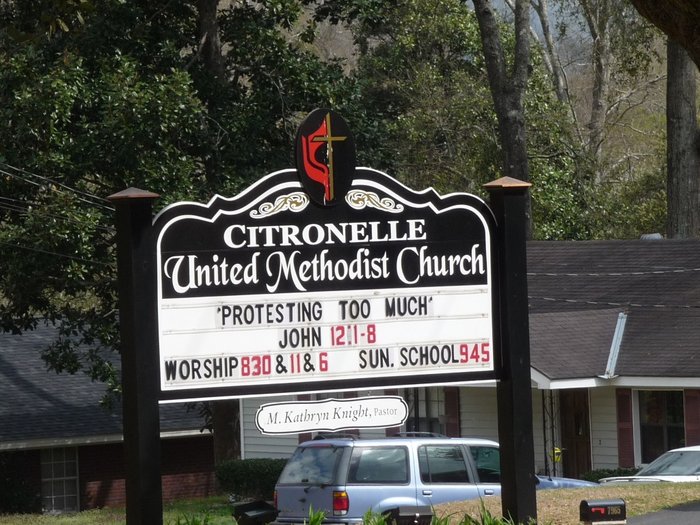 CITRONELLE
United Methodist Church
"PROTESTING TOO MUCH"
JOHN 12:1-8
WORSHIP 830 & 11 & 6 SUN. SCHOOL 945
M. Kathryn Knight, Pastor
7965